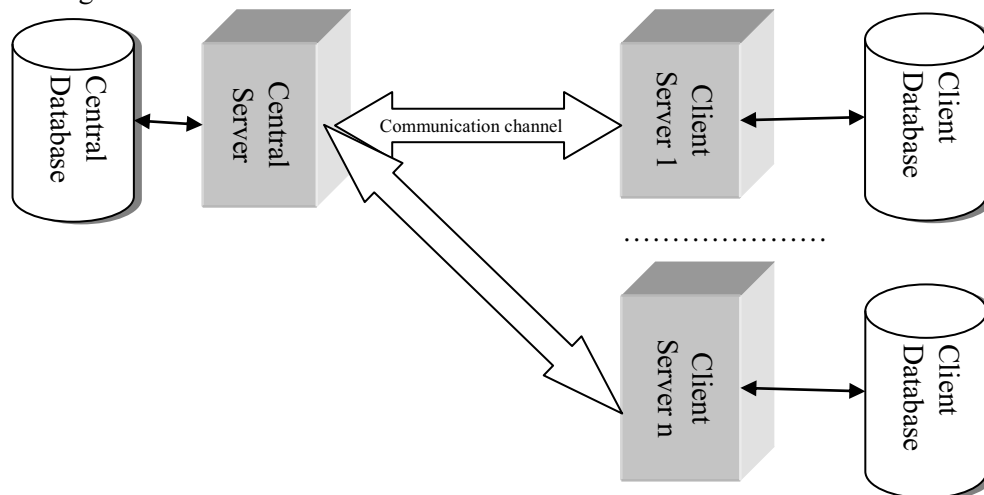 Central
Database
Central
Server
Communication channel
Client
Server 1
Client
Database
.....................
Client
Server n
Client
Database